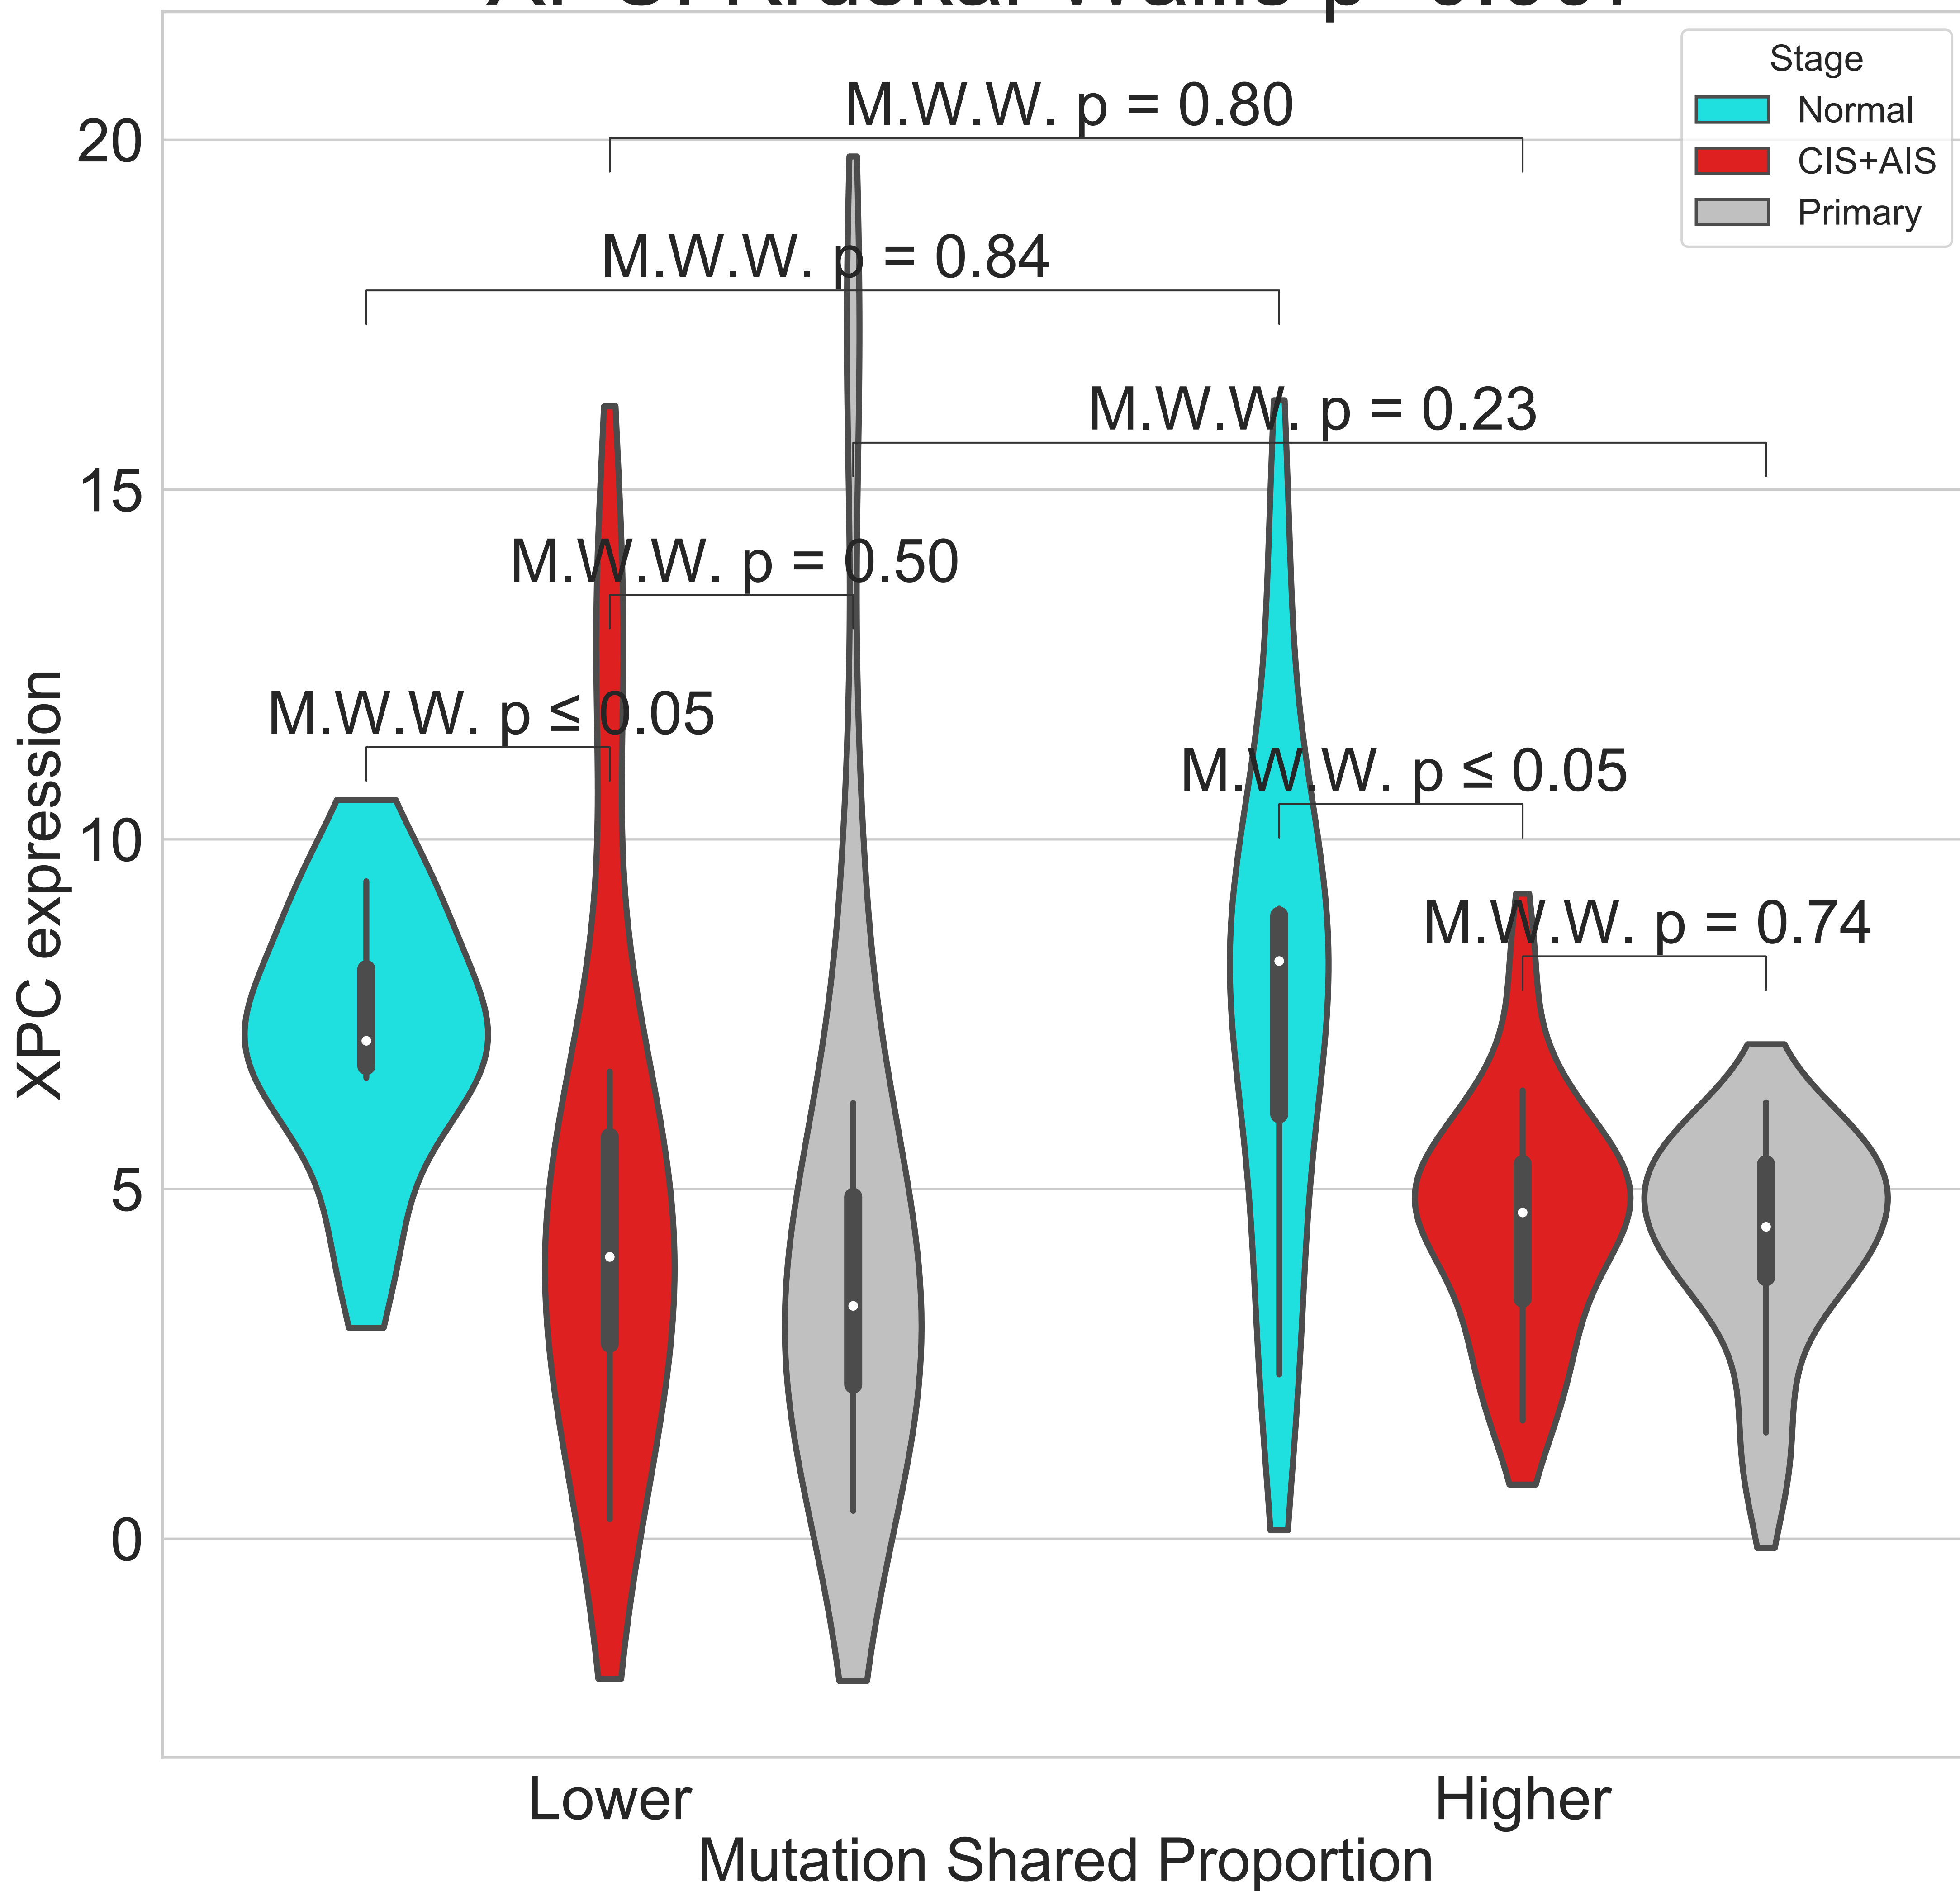 Stage
Normal
CIS+AIS
Primary
M.W.W. p = 0.80
M.W.W. p = 0.84
M.W.W. p = 0.23
M.W.W. p = 0.50
M.W.W. p ≤ 0.05
M.W.W. p ≤ 0.05
M.W.W. p = 0.74
20
15
10
5
0
XPC expression
Lower
Higher
Mutation Shared Proportion